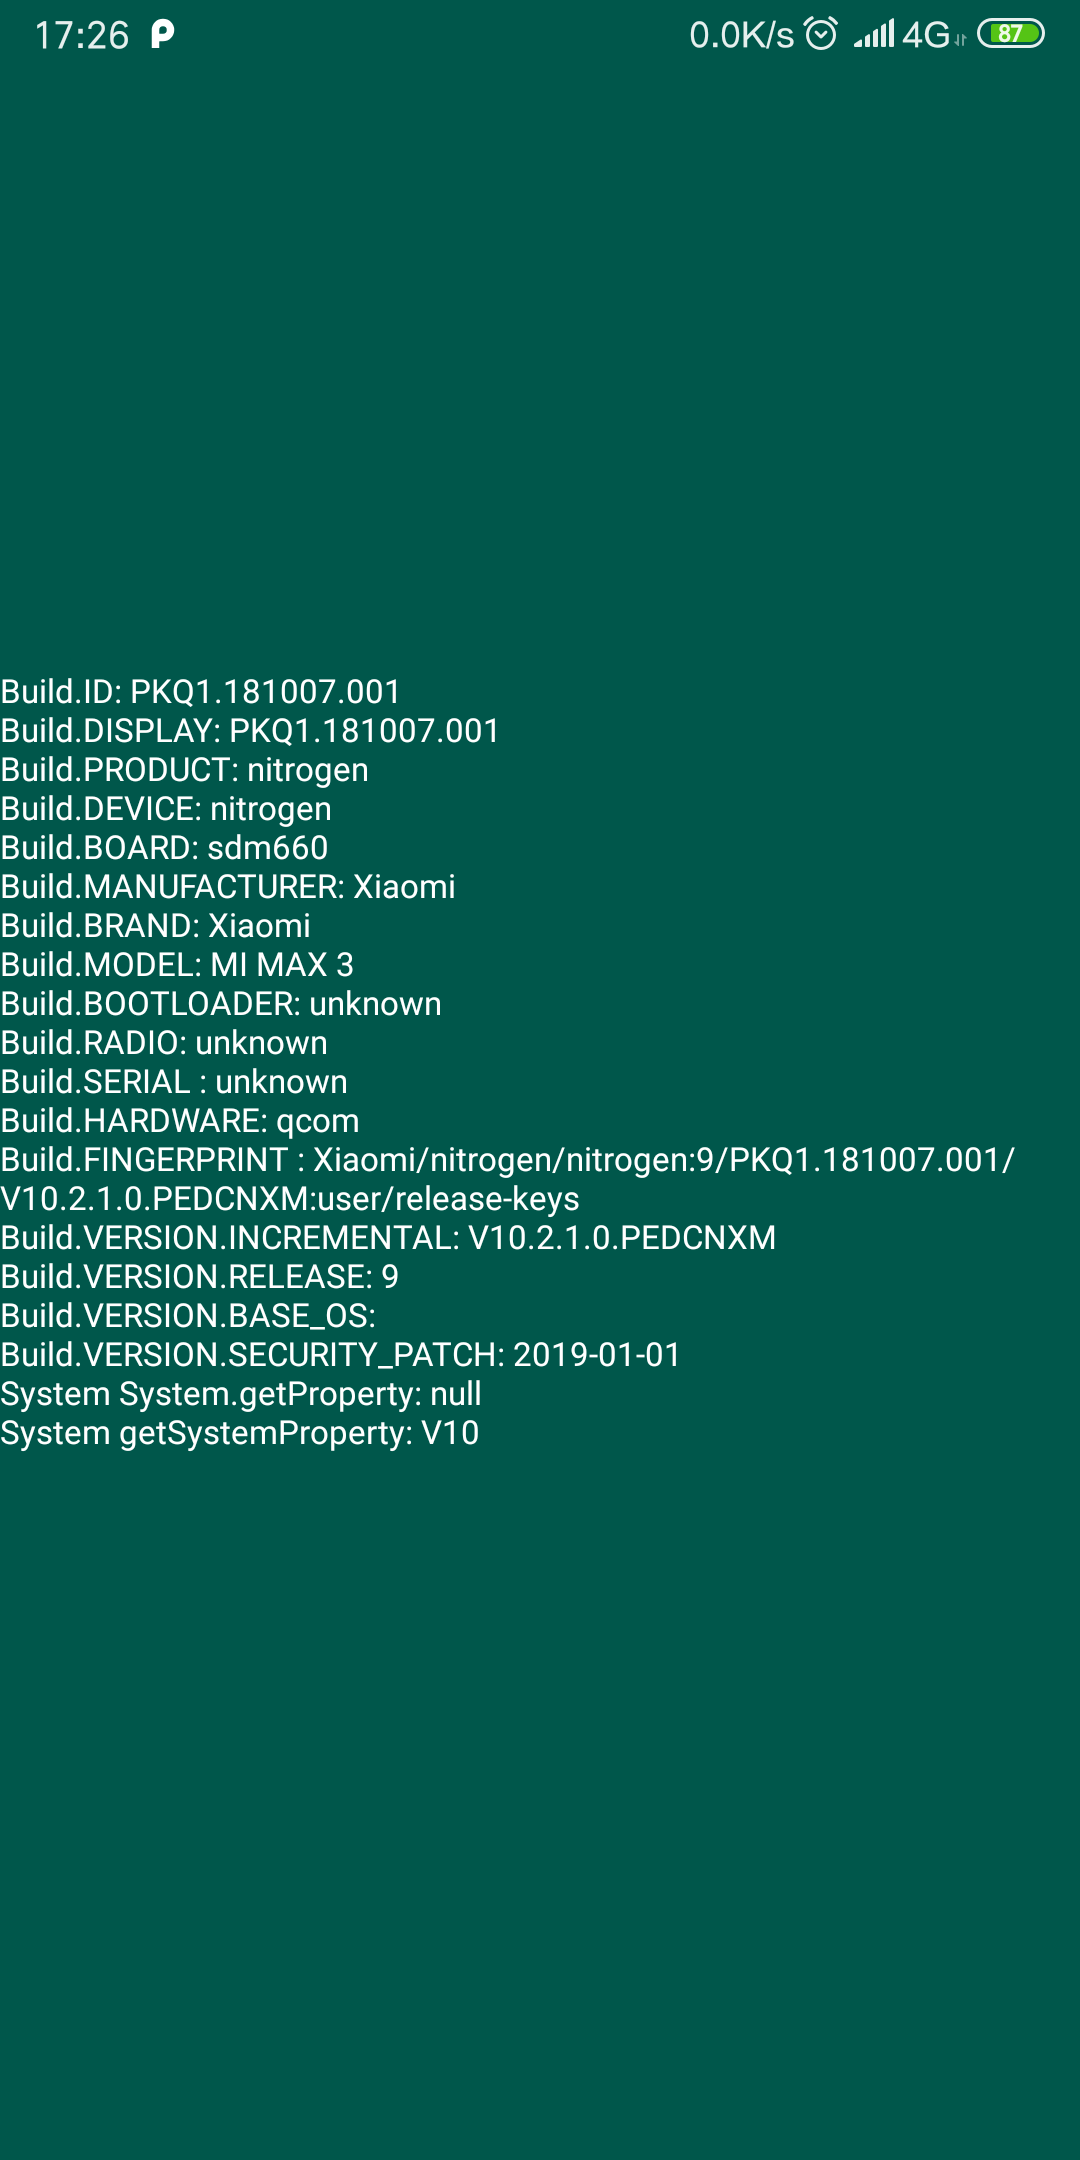 17:26 P 0.0K/s 4G 87
Build.ID: PKQ1.181007.001
Build.DISPLAY: PKQ1.181007.001
Build.PRODUCT: nitrogen
Build.DEVICE: nitrogen
Build.BOARD: sdm660
Build.MANUFACTURER: Xiaomi
Build.BRAND: Xiaomi
Build.MODEL: MI MAX 3
Build.BOOTLOADER: unknown
Build.RADIO: unknown
Build.SERIAL : unknown
Build.HARDWARE: qcom
Build.FINGERPRINT : Xiaomi/nitrogen/nitrogen:9/PKQ1.181007.001/
V10.2.1.0.PEDCNXM:user/release-keys
Build.VERSION.INCREMENTAL: V10.2.1.0.PEDCNXM
Build.VERSION.RELEASE: 9
Build.VERSION.BASE_OS:
Build.VERSION.SECURITY_PATCH: 2019-01-01
System System.getProperty: null
System getSystemProperty: V10